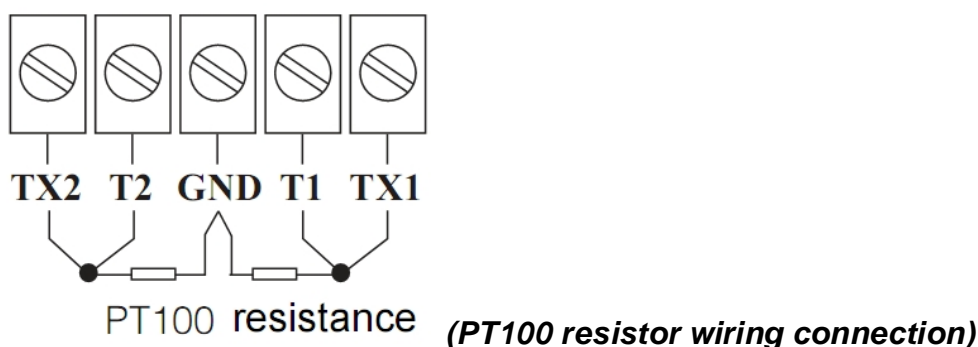 TX2 T2 GND T1 TX1
PT100 resistance
(PT100 resistor wiring connection)